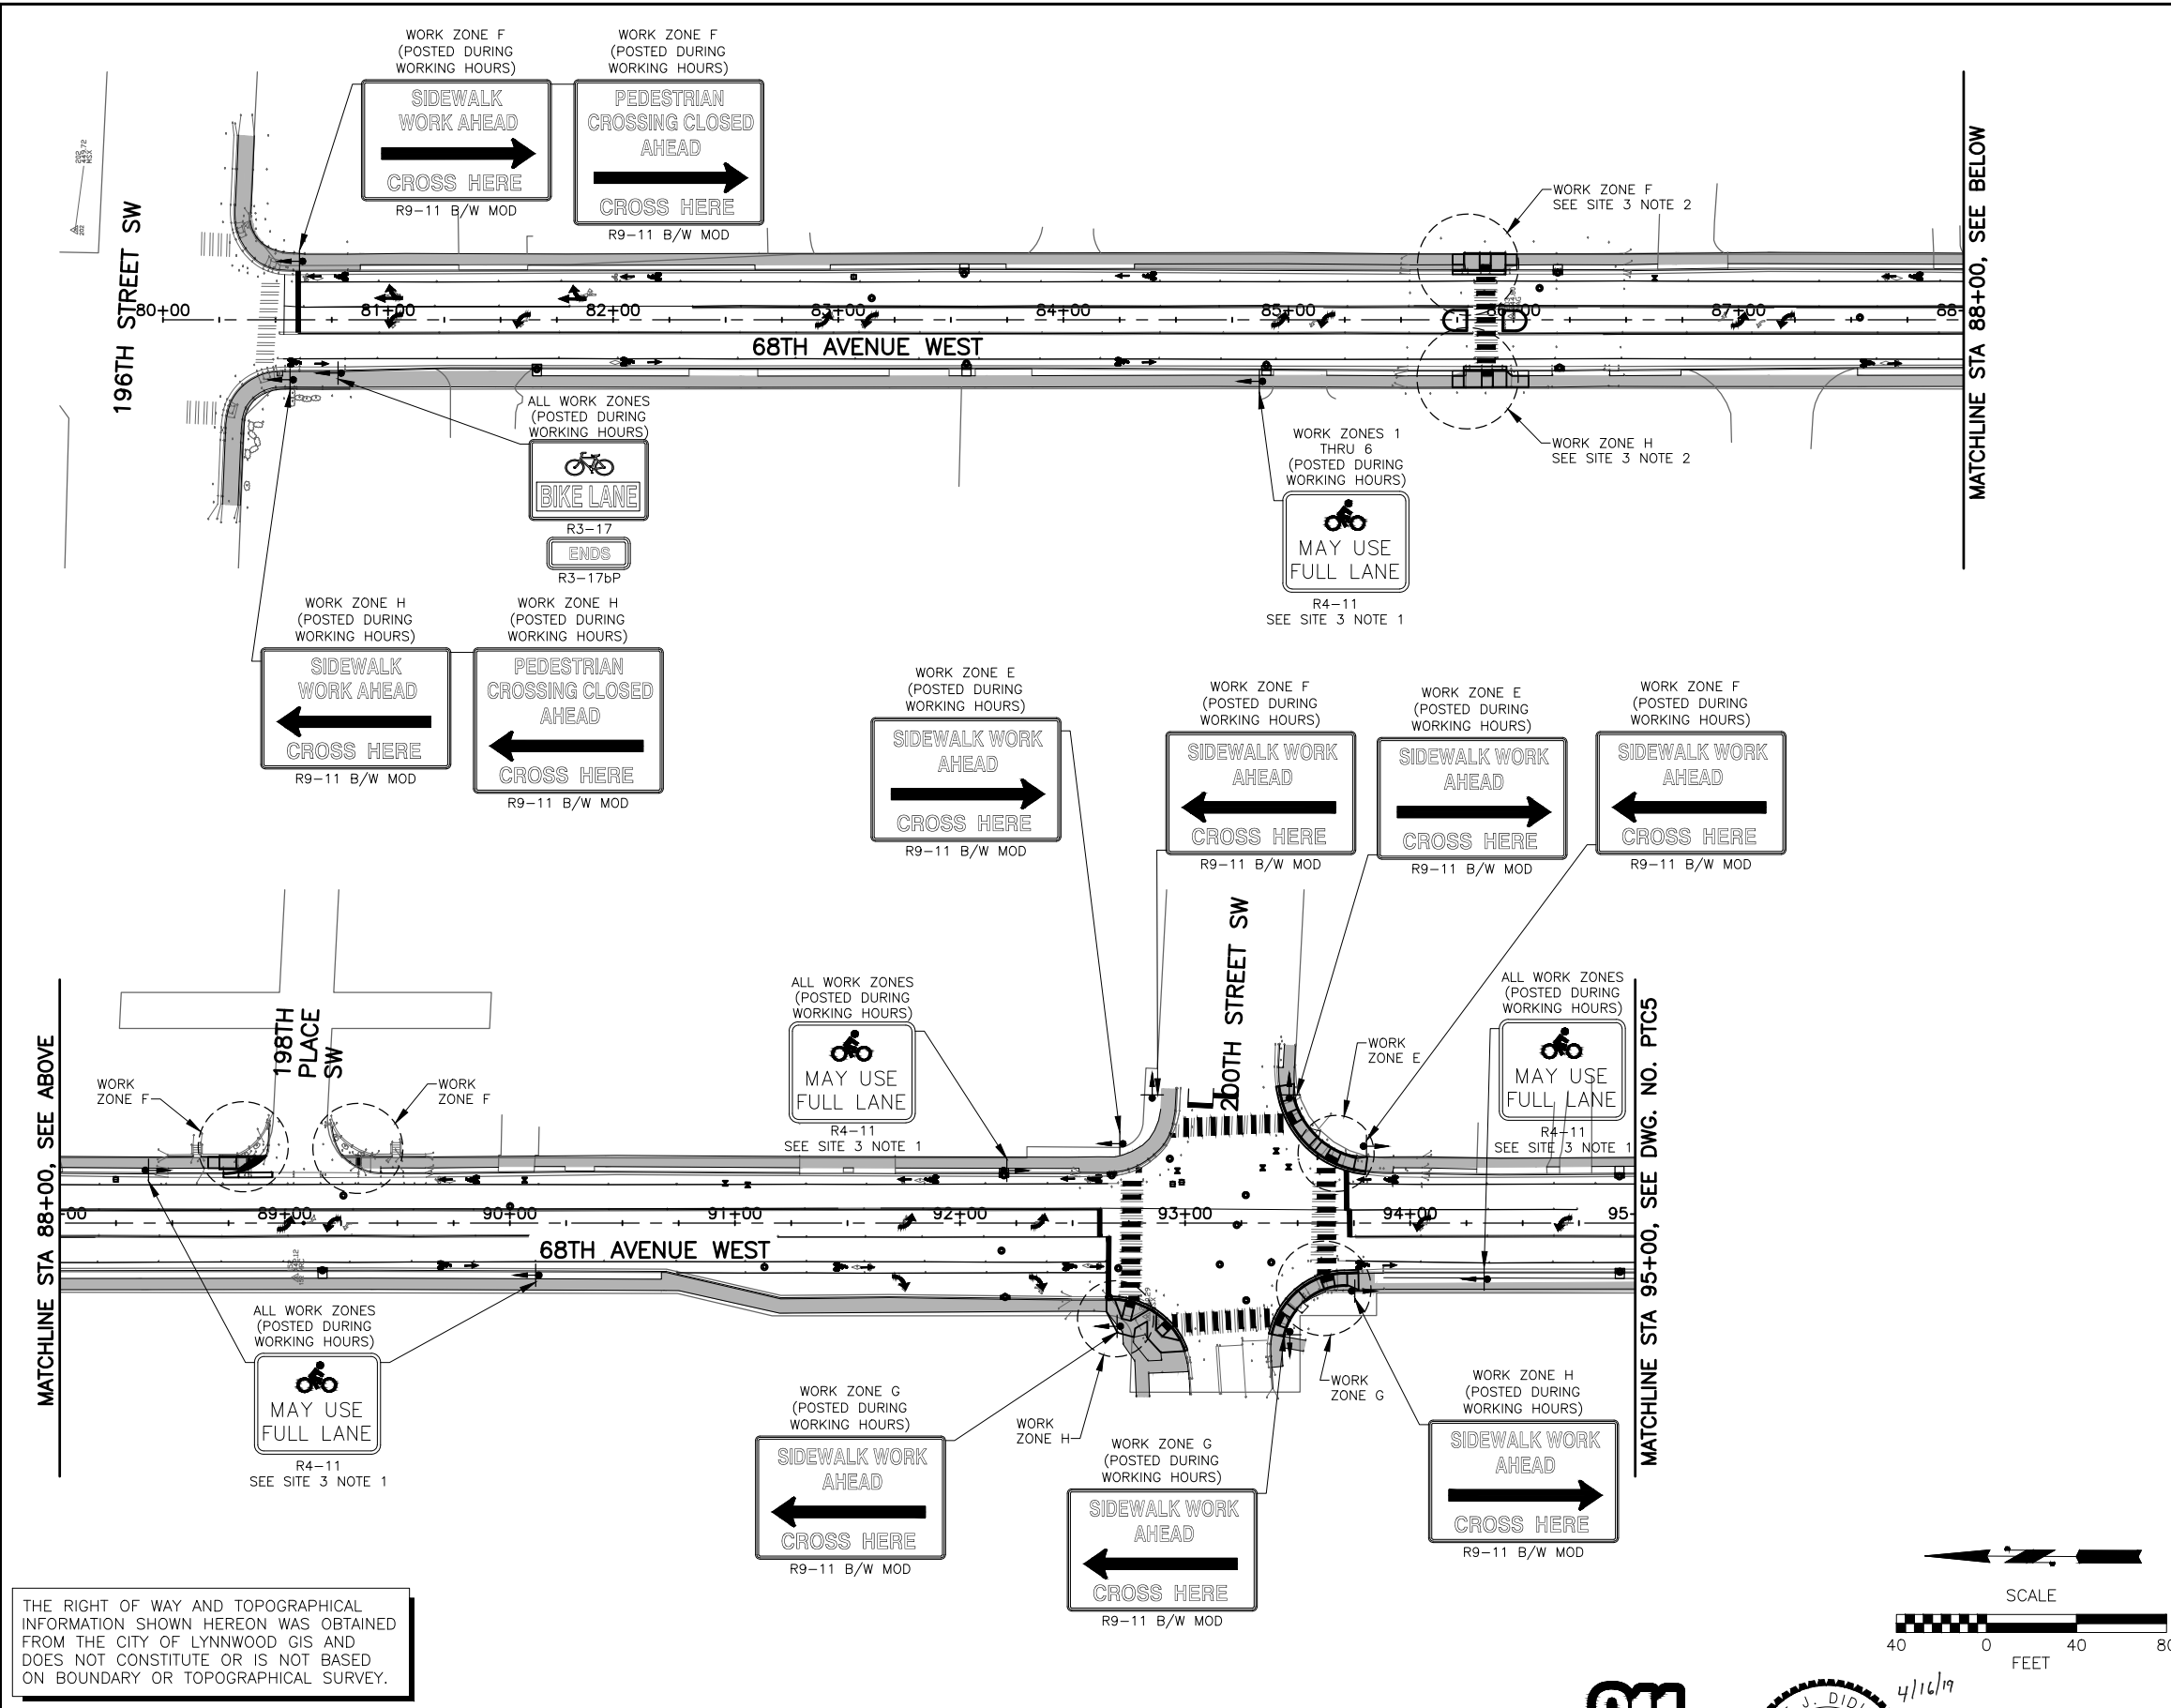 WORK ZONE F
(POSTED DURING
WORKING HOURS)
SIDEWALK
WORK AHEAD
CROSS HERE
R9-11 B/W MOD
WORK ZONE F
(POSTED DURING
WORKING HOURS)
PEDESTRIAN
CROSSING CLOSED
AHEAD
CROSS HERE
R9-11 B/W MOD
WORK ZONE F
SEE SITE 3 NOTE 2
MATCHLINE STA 88+00, SEE BELOW
196TH STREET SW
80+00
81+00
82+00
83+00
84+00
85+00
86+00
87+00
88+
68TH AVENUE WEST
ALL WORK ZONES
(POSTED DURING
WORKING HOURS)
BIKE LANE
R3-17
ENDS
R3-17bP
WORK ZONES 1
THRU 6
(POSTED DURING
WORKING HOURS)
MAY USE
FULL LANE
R4-11
SEE SITE 3 NOTE 1
WORK ZONE H
SEE SITE 3 NOTE 2
WORK ZONE H
(POSTED DURING
WORKING HOURS)
SIDEWALK
WORK AHEAD
CROSS HERE
R9-11 B/W MOD
WORK ZONE H
(POSTED DURING
WORKING HOURS)
PEDESTRIAN
CROSSING CLOSED
AHEAD
CROSS HERE
R9-11 B/W MOD
WORK ZONE E
(POSTED DURING
WORKING HOURS)
SIDEWALK WORK
AHEAD
CROSS HERE
R9-11 B/W MOD
WORK ZONE F
(POSTED DURING
WORKING HOURS)
SIDEWALK WORK
AHEAD
CROSS HERE
R9-11 B/W MOD
WORK ZONE E
(POSTED DURING
WORKING HOURS)
SIDEWALK WORK
AHEAD
CROSS HERE
R9-11 B/W MOD
WORK ZONE F
(POSTED DURING
WORKING HOURS)
SIDEWALK WORK
AHEAD
CROSS HERE
R9-11 B/W MOD
MATCHLINE STA 88+00, SEE ABOVE
198TH
PLACE
SW
WORK
ZONE F
WORK
ZONE F
ALL WORK ZONES
(POSTED DURING
WORKING HOURS)
MAY USE
FULL LANE
R4-11
SEE SITE 3 NOTE 1
200TH STREET SW
WORK
ZONE E
ALL WORK ZONES
(POSTED DURING
WORKING HOURS)
MAY USE
FULL LANE
R4-11
SEE SITE 3 NOTE 1
MATCHLINE STA 95+00, SEE DWG. NO. PTC5
-00
89+00
90+00
91+00
92+00
93+00
94+00
95+
68TH AVENUE WEST
ALL WORK ZONES
(POSTED DURING
WORKING HOURS)
MAY USE
FULL LANE
R4-11
SEE SITE 3 NOTE 1
WORK ZONE G
(POSTED DURING
WORKING HOURS)
SIDEWALK WORK
AHEAD
CROSS HERE
R9-11 B/W MOD
WORK
ZONE H
WORK ZONE G
(POSTED DURING
WORKING HOURS)
SIDEWALK WORK
AHEAD
CROSS HERE
R9-11 B/W MOD
WORK
ZONE G
WORK ZONE H
(POSTED DURING
WORKING HOURS)
SIDEWALK WORK
AHEAD
CROSS HERE
R9-11 B/W MOD
THE RIGHT OF WAY AND TOPOGRAPHICAL
INFORMATION SHOWN HEREON WAS OBTAINED
FROM THE CITY OF LYNNWOOD GIS AND
DOES NOT CONSTITUTE OR IS NOT BASED
ON BOUNDARY OR TOPOGRAPHICAL SURVEY.
SCALE
40 0 40 80
FEET
4/16/19
J. DIDI